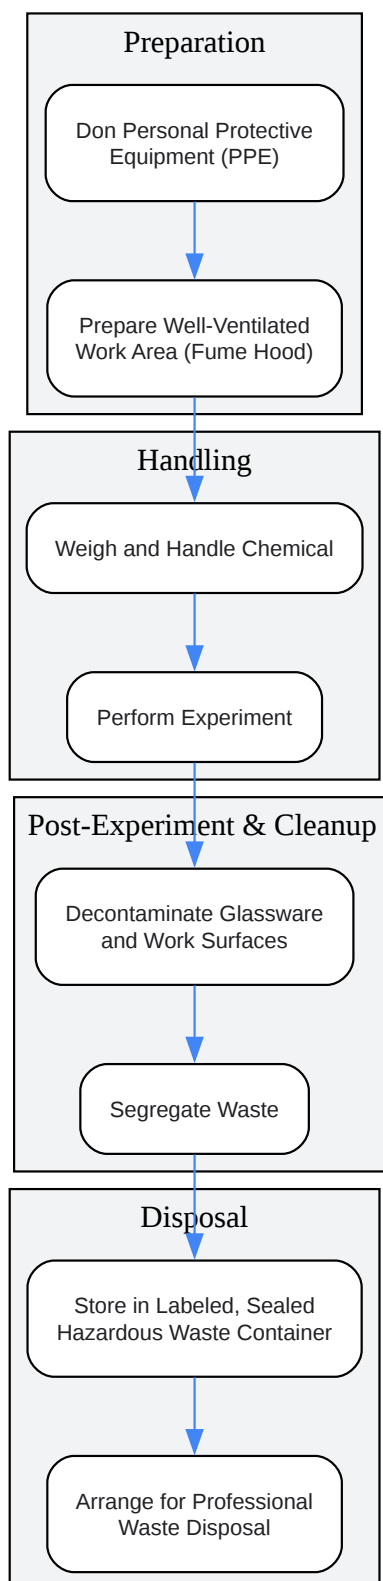 Preparation
Don Personal Protective
Equipment (PPE)
Prepare Well-Ventilated
Work Area (Fume Hood)
Handling
Weigh and Handle Chemical
Perform Experiment
Post-Experiment & Cleanup
Decontaminate Glassware
and Work Surfaces
Segregate Waste
Disposal
Store in Labeled, Sealed
Hazardous Waste Container
Arrange for Professional
Waste Disposal